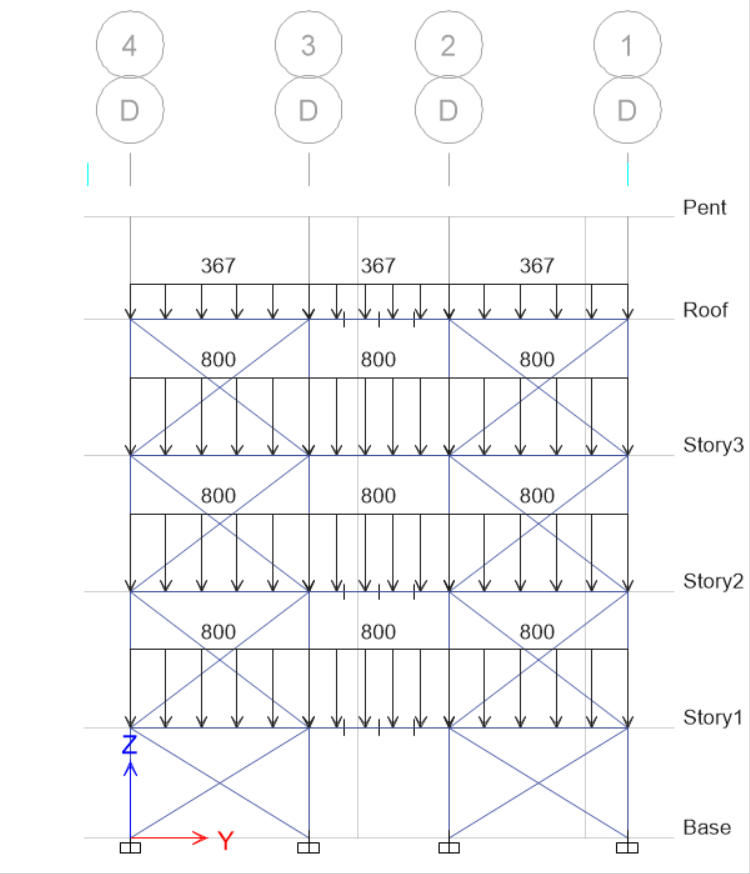 4 3 2 1
D D D D
Pent
367 367 367
Roof
800 800 800
Story3
800 800 800
Story2
800 800 800
Story1
Z
Base
Y